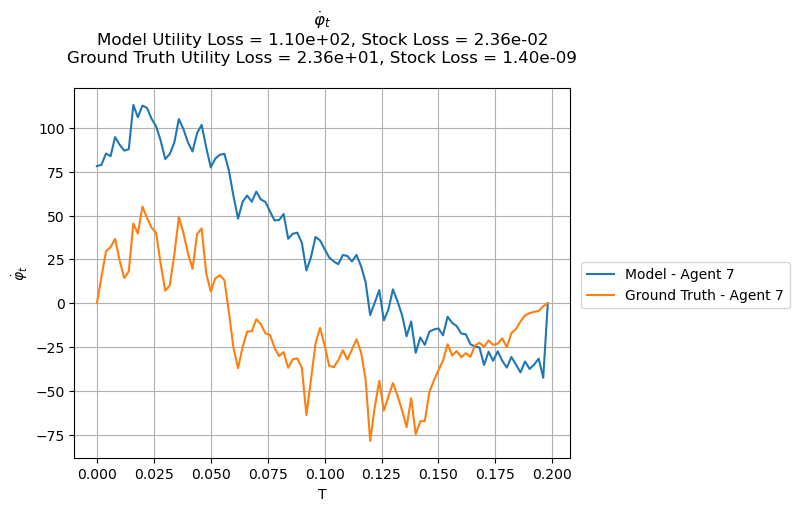 φ̇ₜ
Model Utility Loss = 1.10e+02, Stock Loss = 2.36e-02
Ground Truth Utility Loss = 2.36e+01, Stock Loss = 1.40e-09
φ̇ₜ
100
75
50
25
0
−25
−50
−75
0.000
0.025
0.050
0.075
0.100
0.125
0.150
0.175
0.200
T
Model - Agent 7
Ground Truth - Agent 7